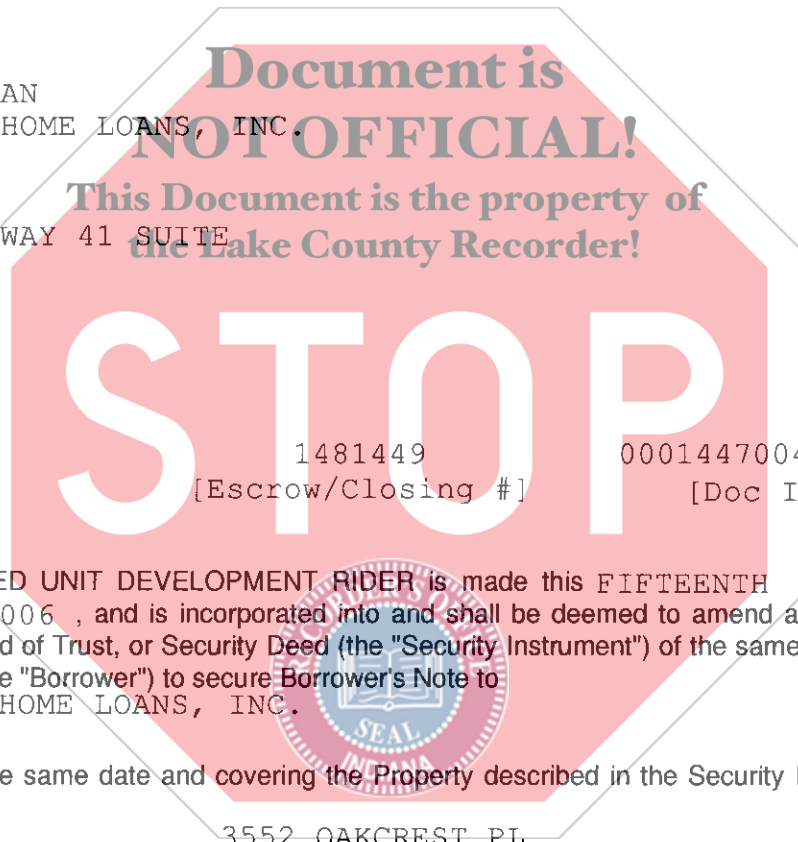 Document is
AN
HOME LOANS, INC.
NOT OFFICIAL!
This Document is the property of
WAY 41 SUITE
the Lake County Recorder!
STOP
1481449 0001447004
[Escrow/Closing #] [Doc I
ED UNIT DEVELOPMENT RIDER is made this FIFTEENTH
006 , and is incorporated into and shall be deemed to amend a
d of Trust, or Security Deed (the "Security Instrument") of the same
e "Borrower") to secure Borrower's Note to
HOME LOANS, INC.
SEAL
INDIANA
e same date and covering the Property described in the Security
3552 OAKCREST PL